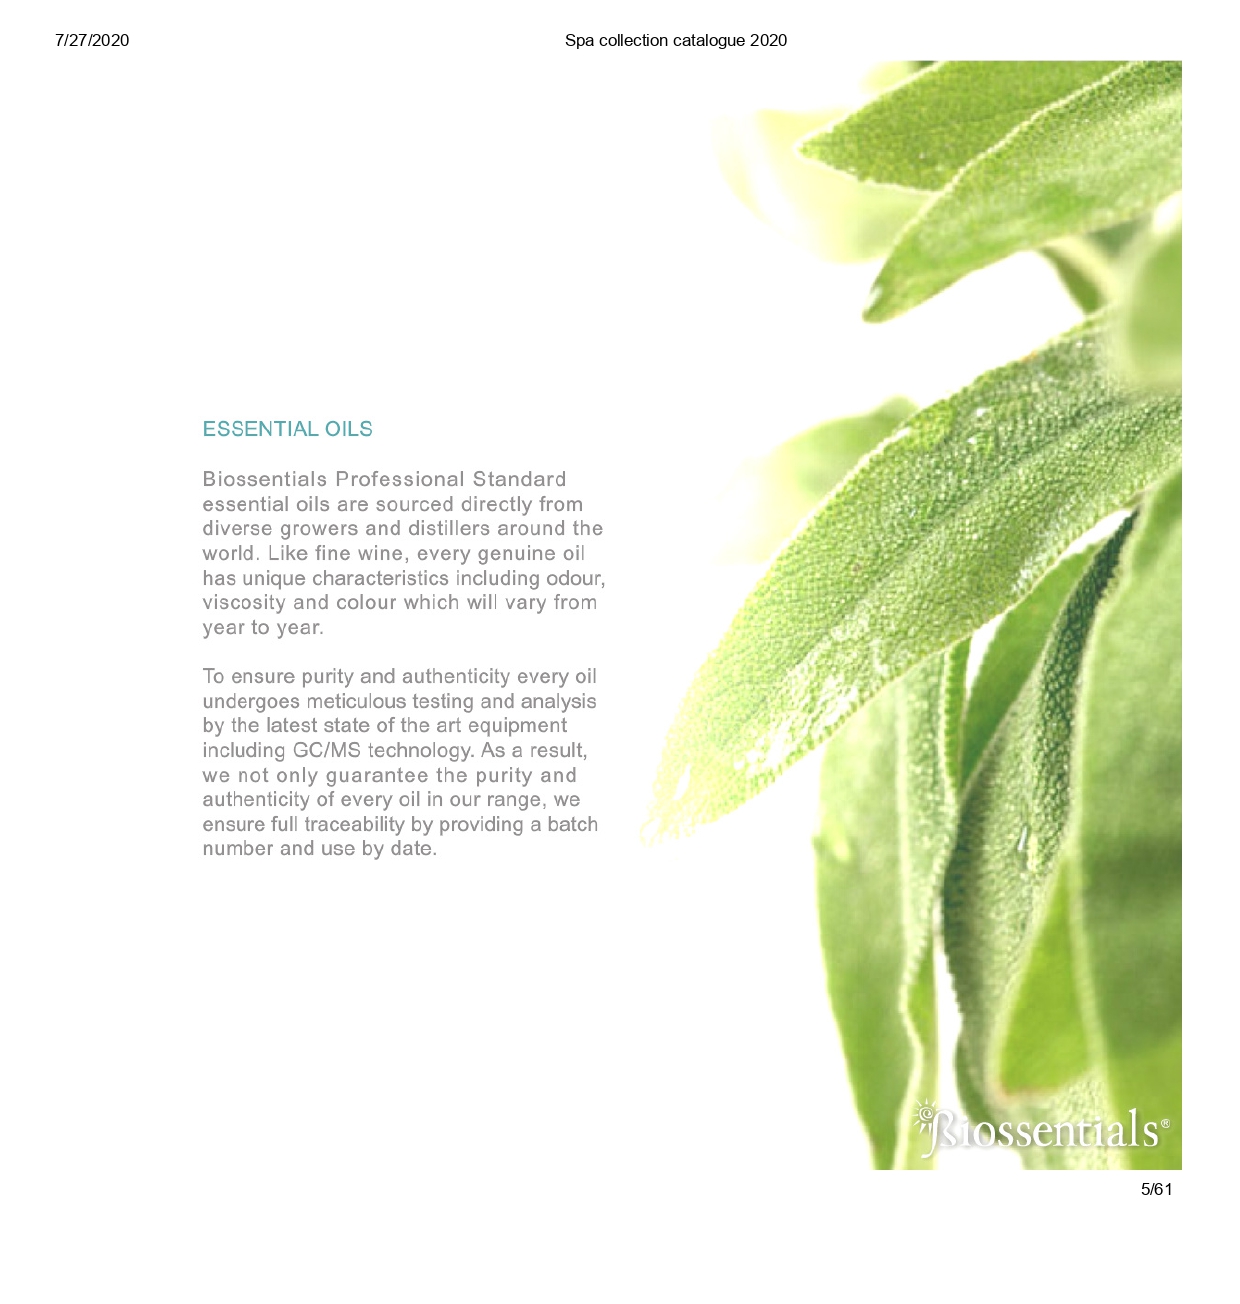 7/27/2020
Spa collection catalogue 2020
ESSENTIAL OILS
Biossentials Professional Standard
essential oils are sourced directly from
diverse growers and distillers around the
world. Like fine wine, every genuine oil
has unique characteristics including odour,
viscosity and colour which will vary from
year to year.
To ensure purity and authenticity every oil
undergoes meticulous testing and analysis
by the latest state of the art equipment
including GC/MS technology. As a result,
we not only guarantee the purity and
authenticity of every oil in our range, we
ensure full traceability by providing a batch
number and use by date.
Biossentials®
5/61